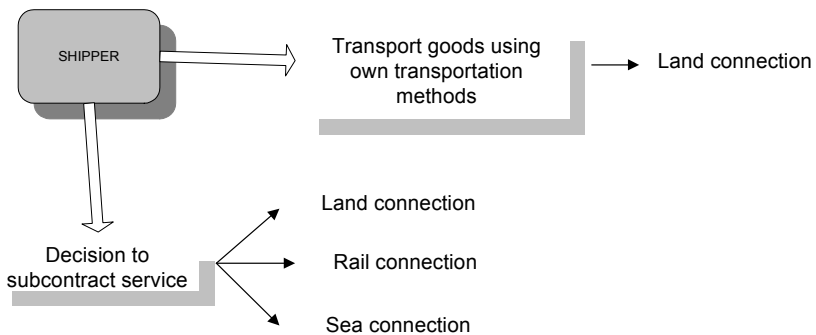 SHIPPER
Transport goods using
own transportation
methods
Land connection
Land connection
Decision to
subcontract service
Rail connection
Sea connection